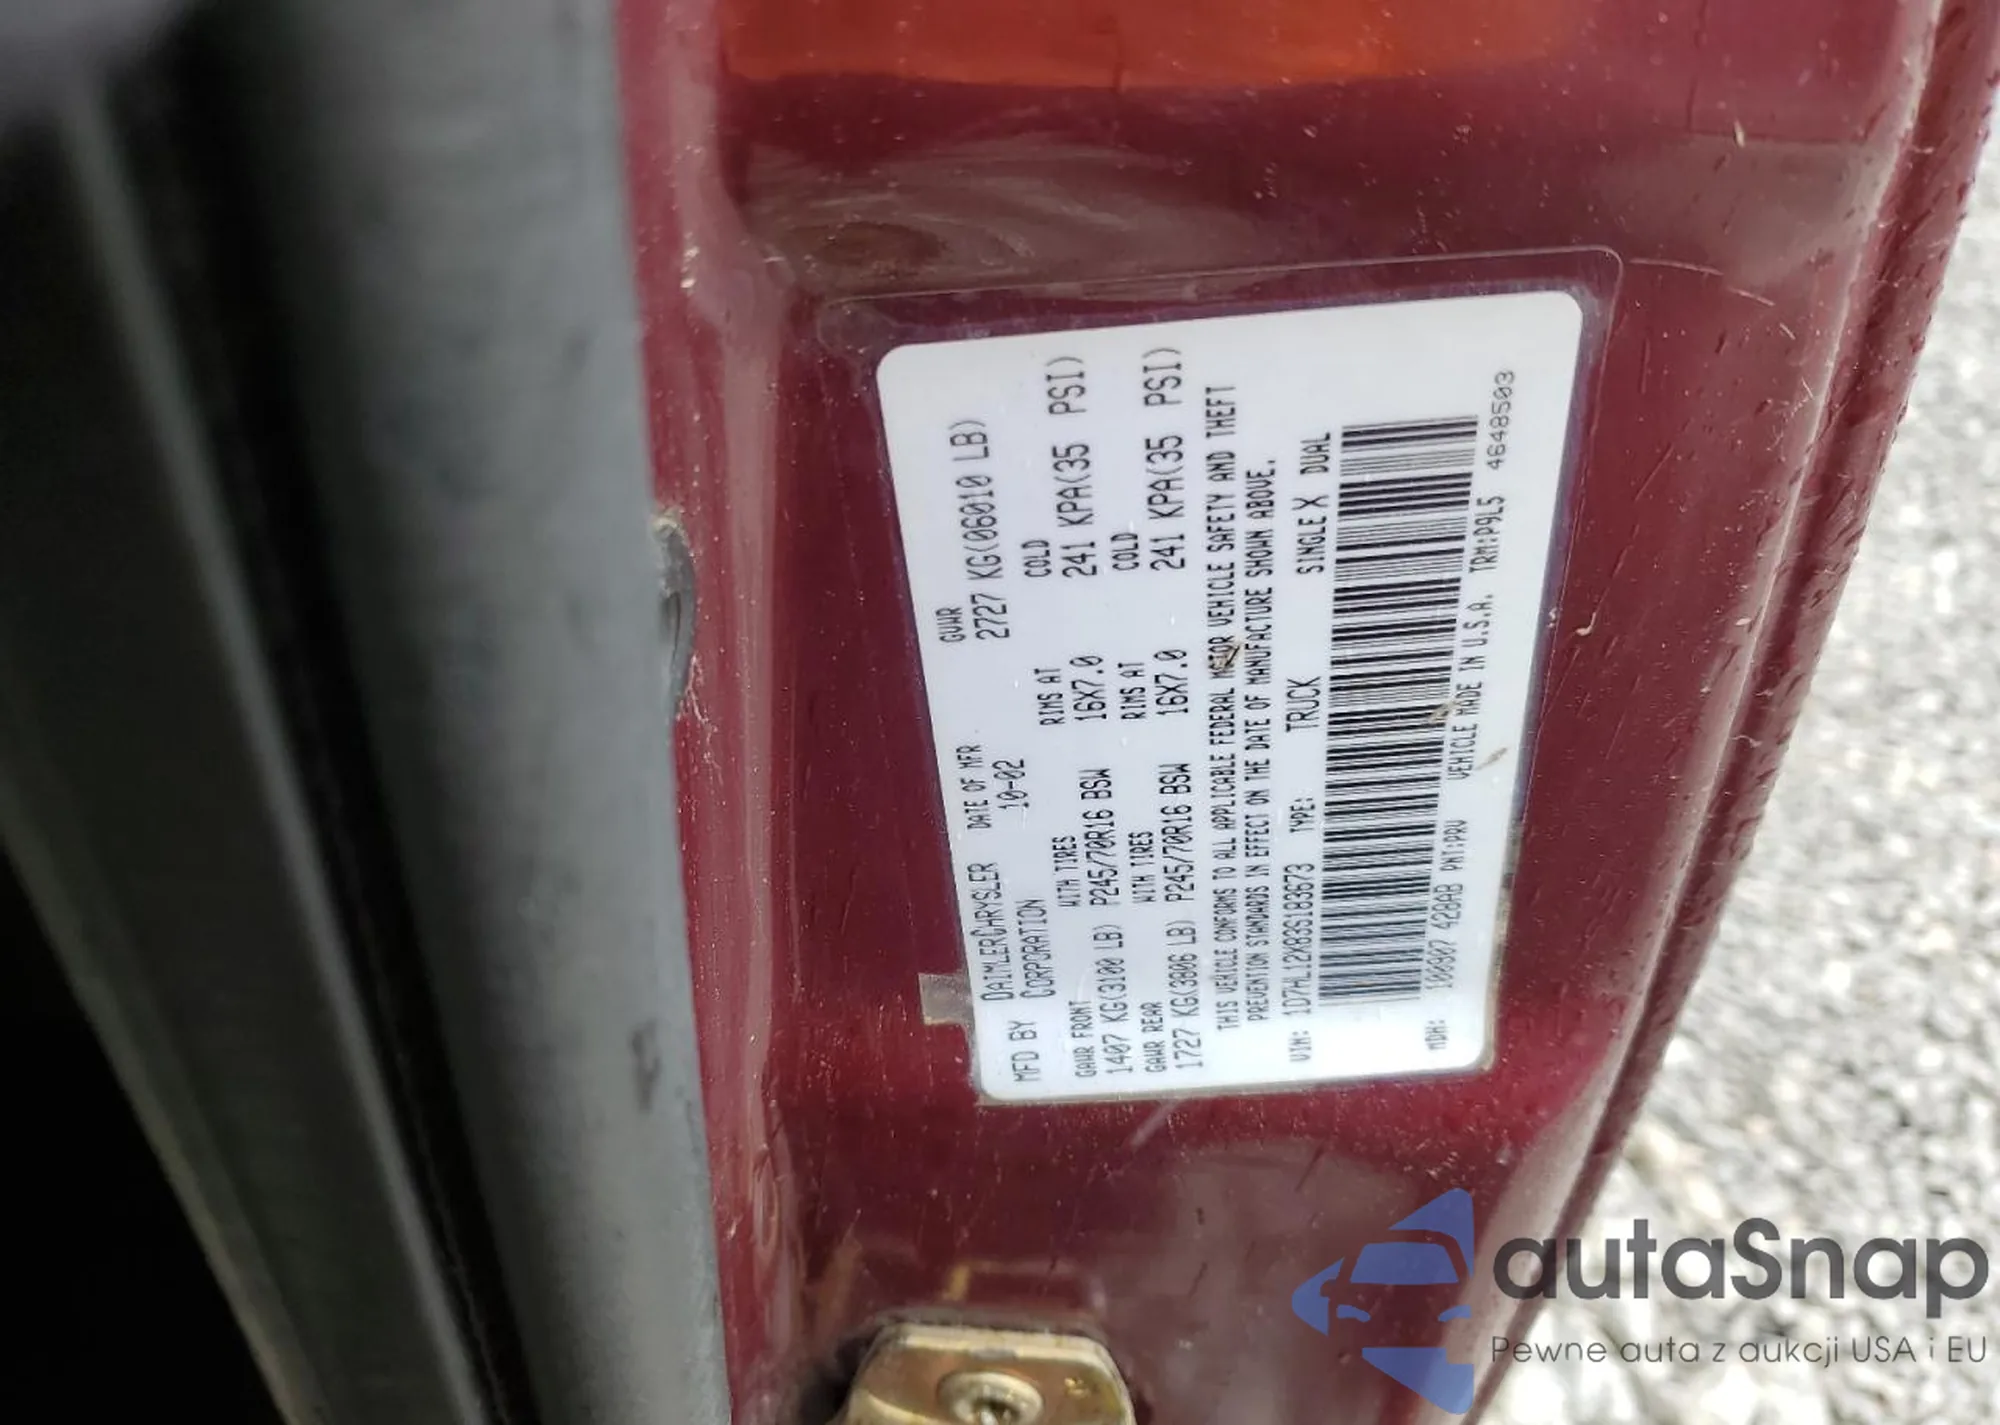 MFD BY DAIMLERCHRYSLER DATE OF MFR GVWR
CORPORATION 10-02 2727 KG(06010 LB)
GAWR FRONT WITH TIRES RIMS AT COLD
1407 KG(3100 LB) P245/70R16 BSW 16X7.0 241 KPA(35 PSI)
GAWR REAR WITH TIRES RIMS AT COLD
1727 KG(3806 LB) P245/70R16 BSW 16X7.0 241 KPA(35 PSI)
THIS VEHICLE CONFORMS TO ALL APPLICABLE FEDERAL MOTOR VEHICLE SAFETY AND THEFT
PREVENTION STANDARDS IN EFFECT ON THE DATE OF MANUFACTURE SHOWN ABOVE.
VIN: 1D7HL12X83S183673 TYPE: TRUCK SINGLE X DUAL
MDH: 100307 428AB PNT:PRV VEHICLE MADE IN U.S.A. TRM:P9L5 4648503
autaSnap
Pewne auta z aukcji USA i EU